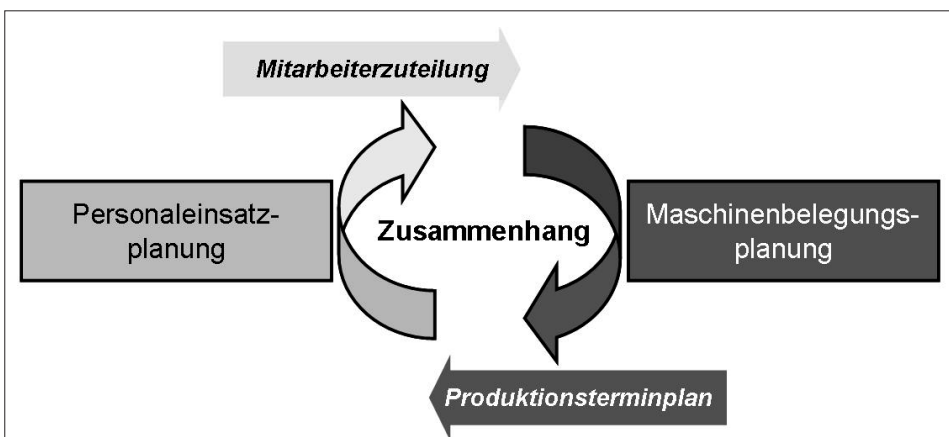 Mitarbeiterzuteilung
Personaleinsatz-
planung
Zusammenhang
Maschinenbelegungs-
planung
Produktionsterminplan